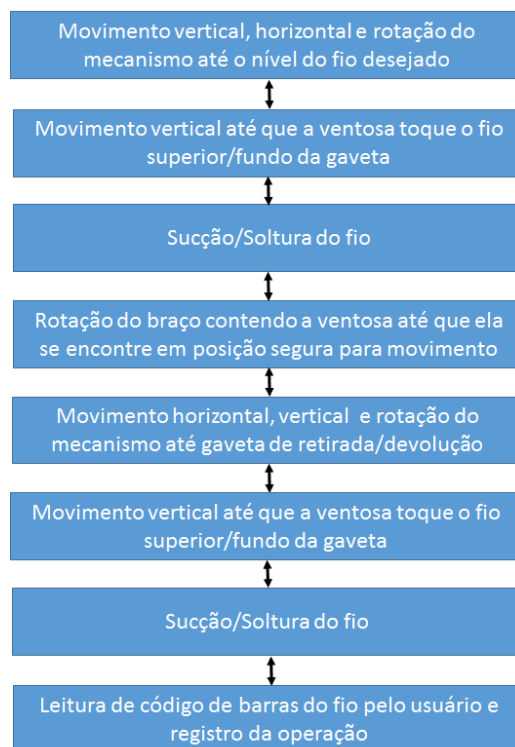 Movimento vertical, horizontal e rotação do
mecanismo até o nível do fio desejado
Movimento vertical até que a ventosa toque o fio
superior/fundo da gaveta
Sucção/Soltura do fio
Rotação do braço contendo a ventosa até que ela
se encontre em posição segura para movimento
Movimento horizontal, vertical e rotação do
mecanismo até gaveta de retirada/devolução
Movimento vertical até que a ventosa toque o fio
superior/fundo da gaveta
Sucção/Soltura do fio
Leitura de código de barras do fio pelo usuário e
registro da operação